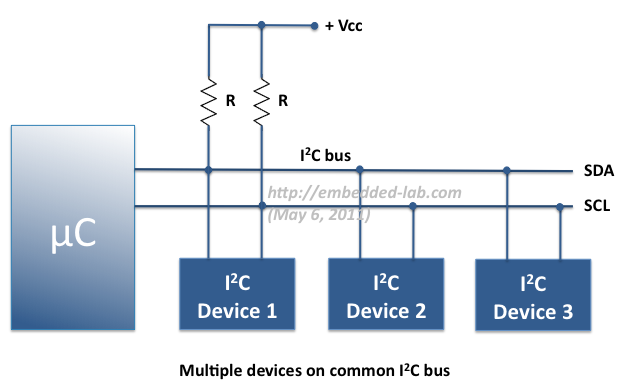 + Vcc
R
R
I²C bus
SDA
http://embedded-lab.com
SCL
(May 6, 2011)
µC
I²C
Device 1
I²C
Device 2
I²C
Device 3
Multiple devices on common I²C bus